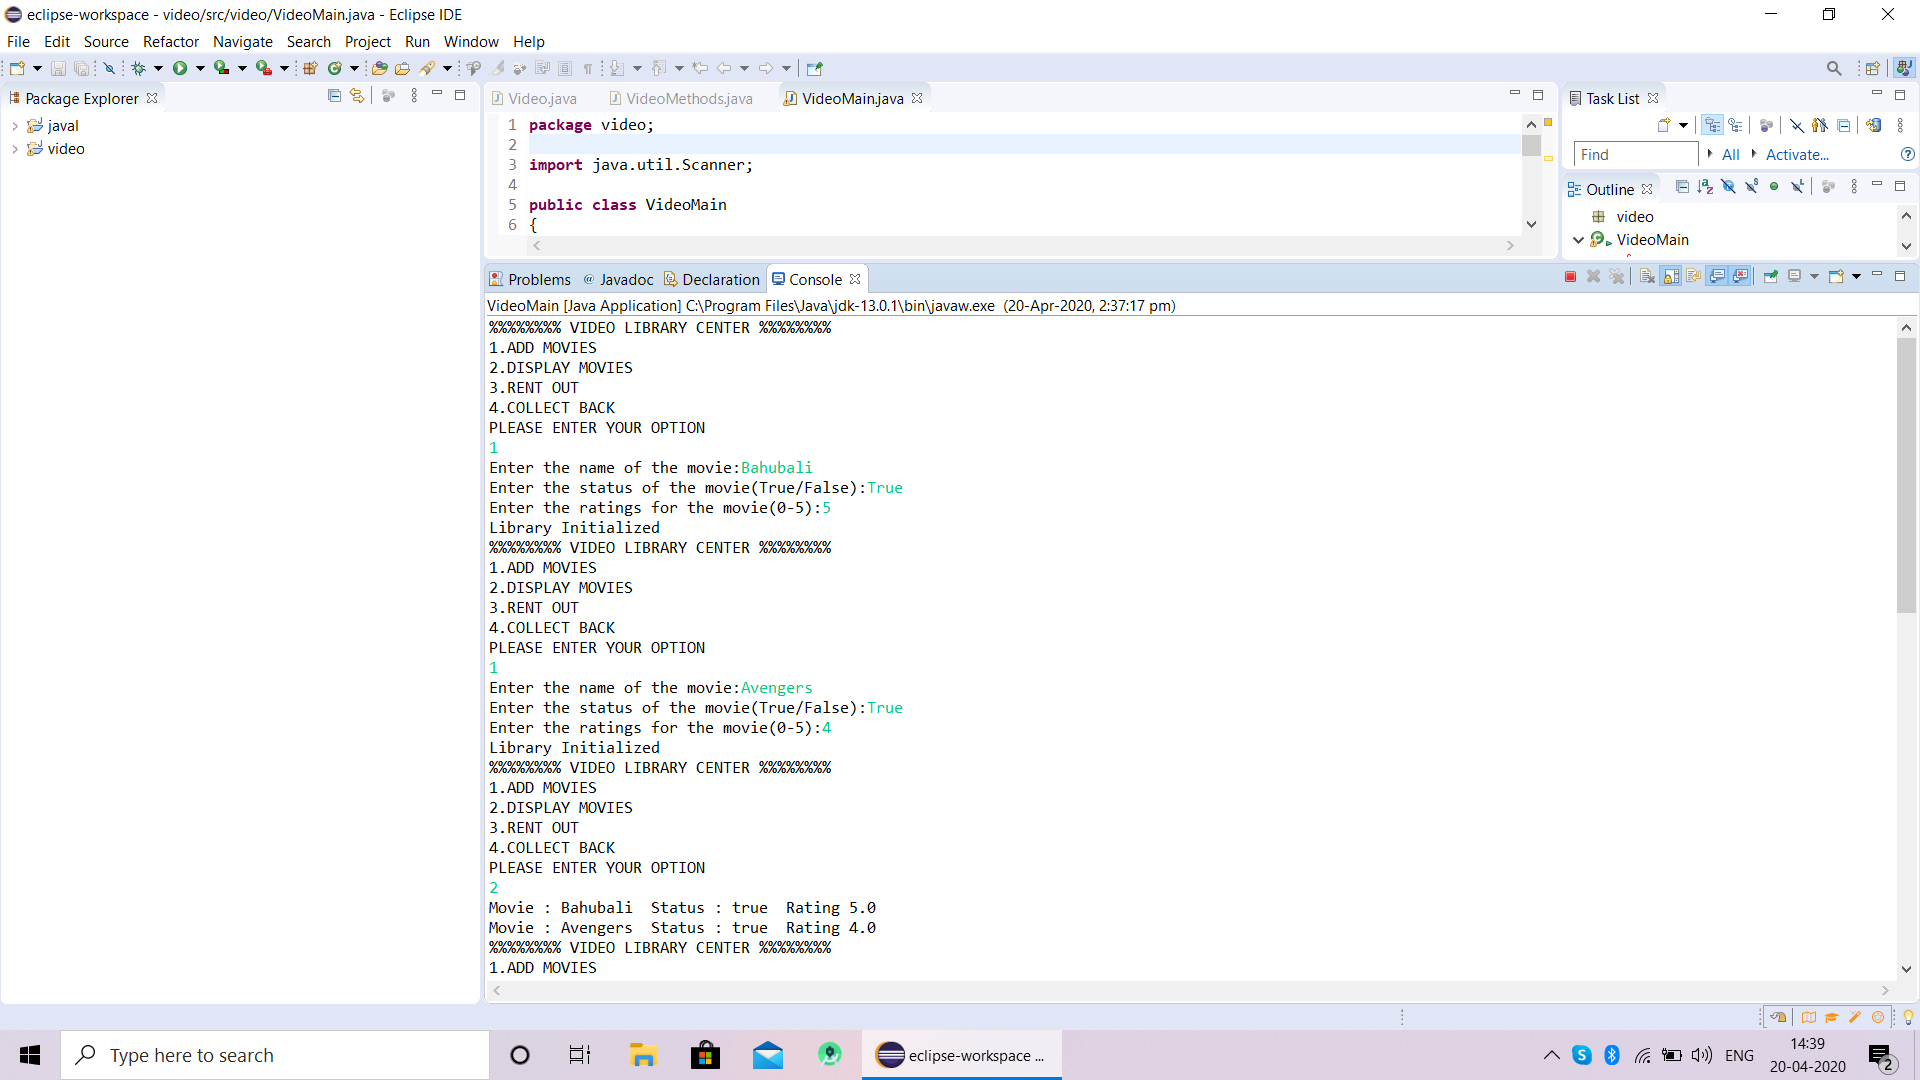 eclipse-workspace - video/src/video/VideoMain.java - Eclipse IDE
File Edit Source Refactor Navigate Search Project Run Window Help
Package Explorer
javal
video
Video.java VideoMethods.java VideoMain.java
1 package video;
2
3 import java.util.Scanner;
4
5 public class VideoMain
6 {
Task List
Find All Activate...
Outline
video
VideoMain
Problems @ Javadoc Declaration Console
VideoMain [Java Application] C:\Program Files\Java\jdk-13.0.1\bin\javaw.exe (20-Apr-2020, 2:37:17 pm)
%%%%%%%% VIDEO LIBRARY CENTER %%%%%%%%
1.ADD MOVIES
2.DISPLAY MOVIES
3.RENT OUT
4.COLLECT BACK
PLEASE ENTER YOUR OPTION
1
Enter the name of the movie:Bahubali
Enter the status of the movie(True/False):True
Enter the ratings for the movie(0-5):5
Library Initialized
%%%%%%%% VIDEO LIBRARY CENTER %%%%%%%%
1.ADD MOVIES
2.DISPLAY MOVIES
3.RENT OUT
4.COLLECT BACK
PLEASE ENTER YOUR OPTION
1
Enter the name of the movie:Avengers
Enter the status of the movie(True/False):True
Enter the ratings for the movie(0-5):4
Library Initialized
%%%%%%%% VIDEO LIBRARY CENTER %%%%%%%%
1.ADD MOVIES
2.DISPLAY MOVIES
3.RENT OUT
4.COLLECT BACK
PLEASE ENTER YOUR OPTION
2
Movie : Bahubali  Status : true  Rating 5.0
Movie : Avengers  Status : true  Rating 4.0
%%%%%%%% VIDEO LIBRARY CENTER %%%%%%%%
1.ADD MOVIES
Type here to search
eclipse-workspace ...
ENG
14:39
20-04-2020
2